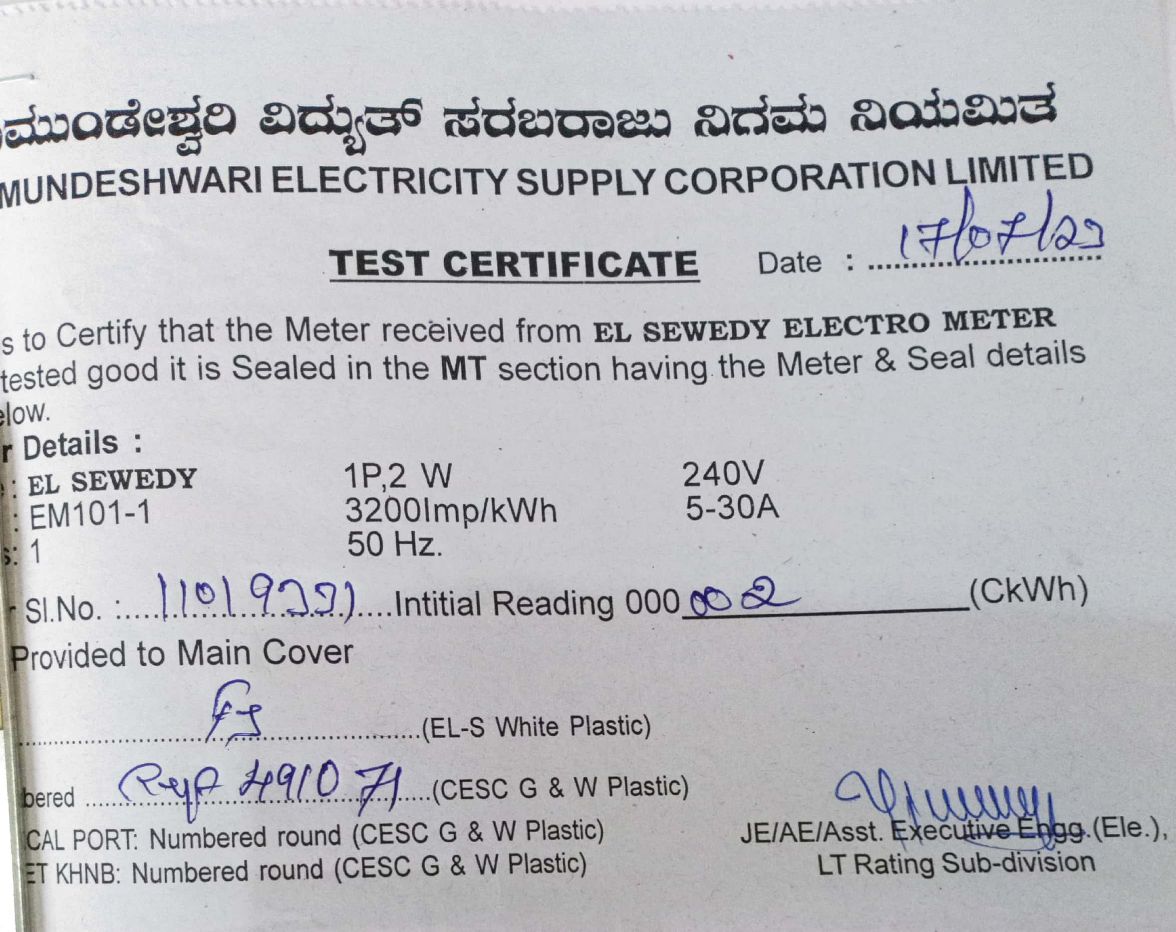 ಮುಂಡೇಶ್ವರಿ ವಿದ್ಯುತ್ ಸರಬರಾಜು ನಿಗಮ ನಿಯಮಿತ
MUNDESHWARI ELECTRICITY SUPPLY CORPORATION LIMITED
TEST CERTIFICATE Date : 17/07/23
s to Certify that the Meter received from EL SEWEDY ELECTRO METER
tested good it is Sealed in the MT section having the Meter & Seal details
elow.
r Details :
: EL SEWEDY 1P,2 W 240V
: EM101-1 3200Imp/kWh 5-30A
s: 1 50 Hz.
Sl.No. : Intitial Reading 000 002 (CkWh)
Provided to Main Cover
(EL-S White Plastic)
bered 491071 (CESC G & W Plastic)
CAL PORT: Numbered round (CESC G & W Plastic) JE/AE/Asst. Executive Engg.(Ele.),
ET KHNB: Numbered round (CESC G & W Plastic) LT Rating Sub-division